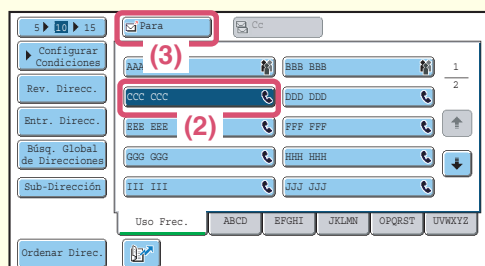 5 10 15
Para
Cc
Configurar
Condiciones
(3)
AAA
BBB BBB
1
2
Rev. Direcc.
CCC CCC
DDD DDD
Entr. Direcc.
EEE EEE
(2)
FFF FFF
Búsq. Global
de Direcciones
GGG GGG
HHH HHH
Sub-Dirección
III III
JJJ JJJ
Uso Frec.
ABCD
EFGHI
JKLMN
OPQRST
UVWXYZ
Ordenar Direc.